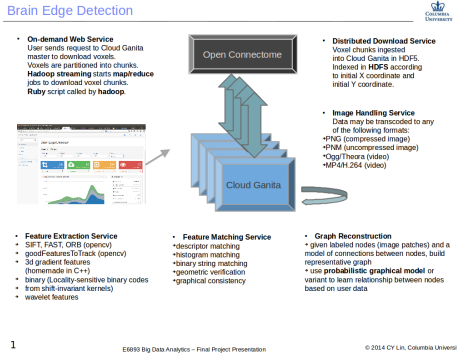 Brain Edge Detection
COLUMBIA
UNIVERSITY
• On-demand Web Service
User sends request to Cloud Ganita
master to download voxels.
Voxels are partitioned into chunks.
Hadoop streaming starts map/reduce
jobs to download voxel chunks.
Ruby script called by hadoop.
Open Connectome
Cloud Ganita
• Distributed Download Service
Voxel chunks ingested
into Cloud Ganita in HDF5.
Indexed in HDFS according
to initial X coordinate and
initial Y coordinate.
• Image Handling Service
Data may be transcoded to any
of the following formats:
•PNG (compressed image)
•PNM (uncompressed image)
•Ogg/Theora (video)
•MP4/H.264 (video)
• Feature Extraction Service
• SIFT, FAST, ORB (opencv)
• goodFeaturesToTrack (opencv)
• 3d gradient features
(homemade in C++)
• binary (Locality-sensitive binary codes
• from shift-invariant kernels)
• wavelet features
• Feature Matching Service
•descriptor matching
•histogram matching
•binary string matching
•geometric verification
•graphical consistency
• Graph Reconstruction
• given labeled nodes (image patches) and a
model of connections between nodes, build
representative graph
• use probabilistic graphical model or
variant to learn relationship between nodes
based on user data
1
E6893 Big Data Analytics – Final Project Presentation
© 2014 CY Lin, Columbia Universi